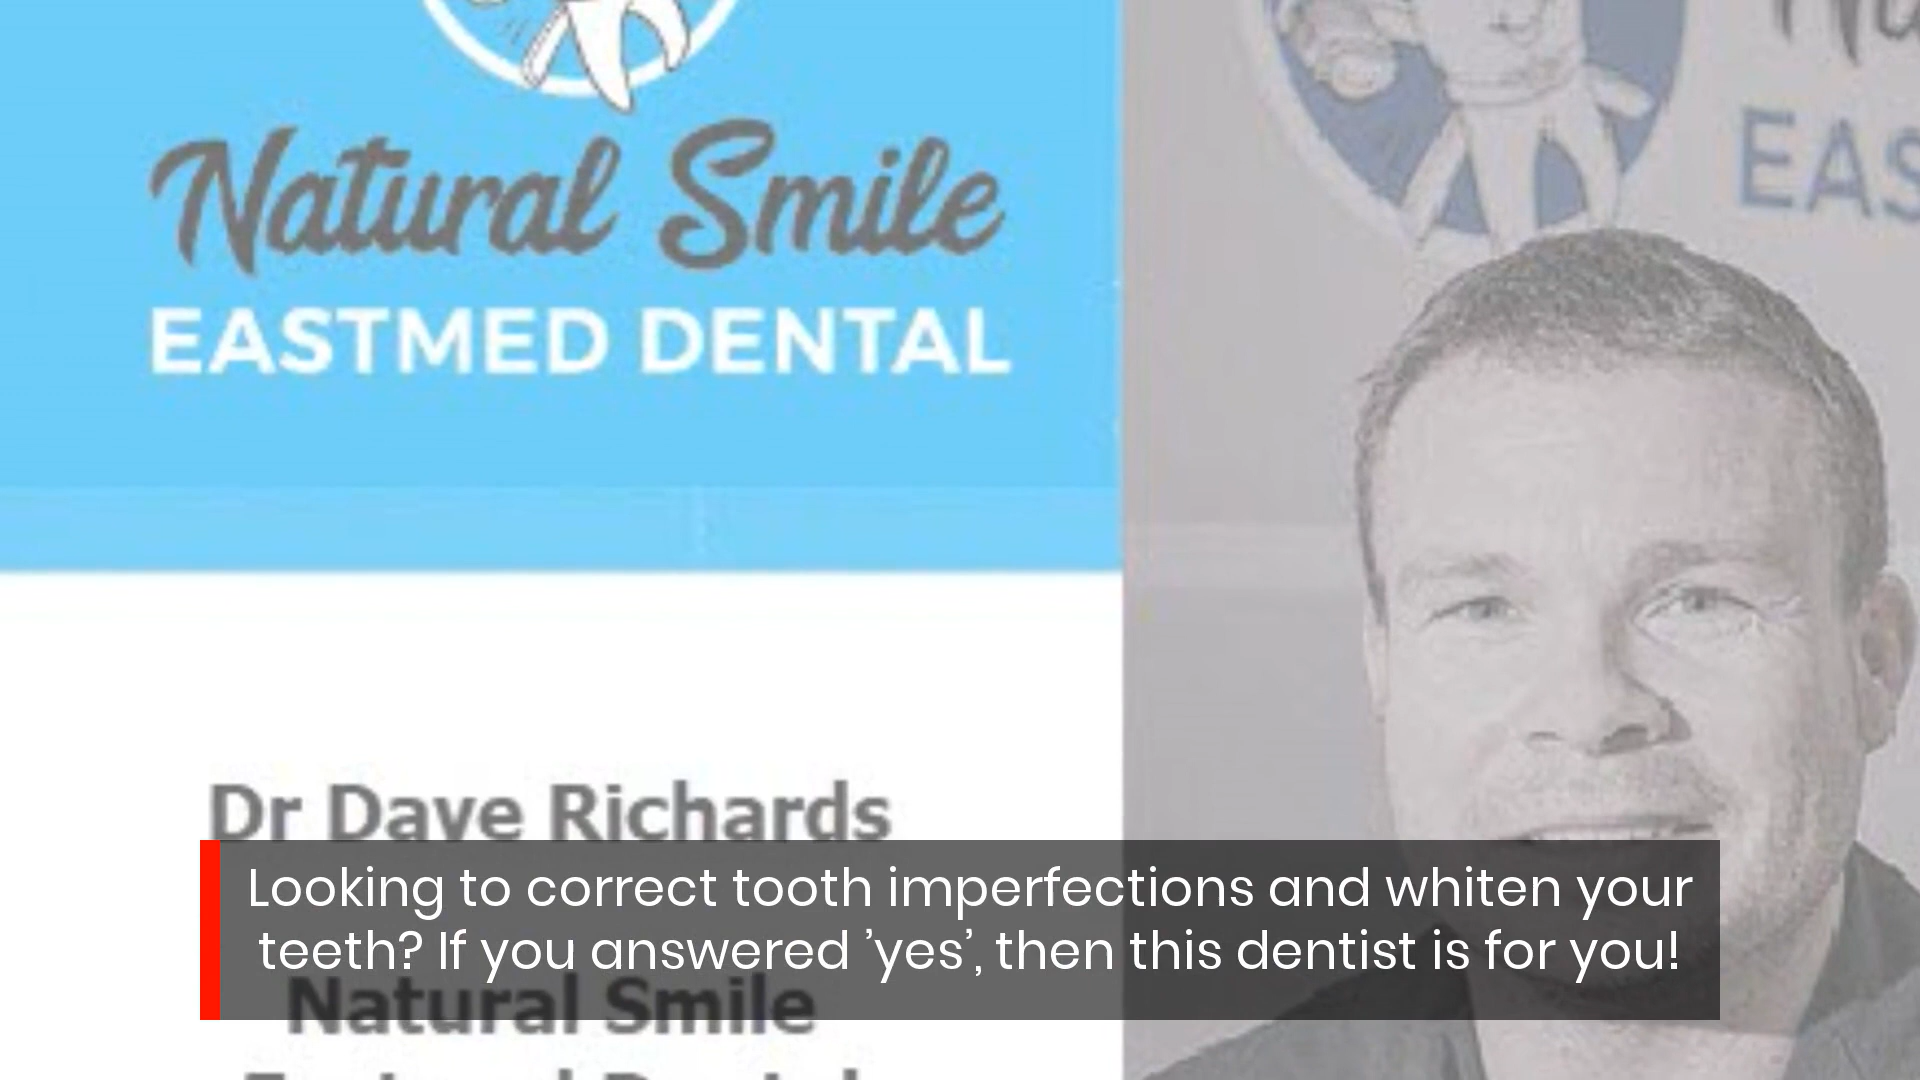 Natural Smile
EASTMED DENTAL
EAS
Dr Dave Richards
Looking to correct tooth imperfections and whiten your
teeth? If you answered ’yes’, then this dentist is for you!
Natural Smile